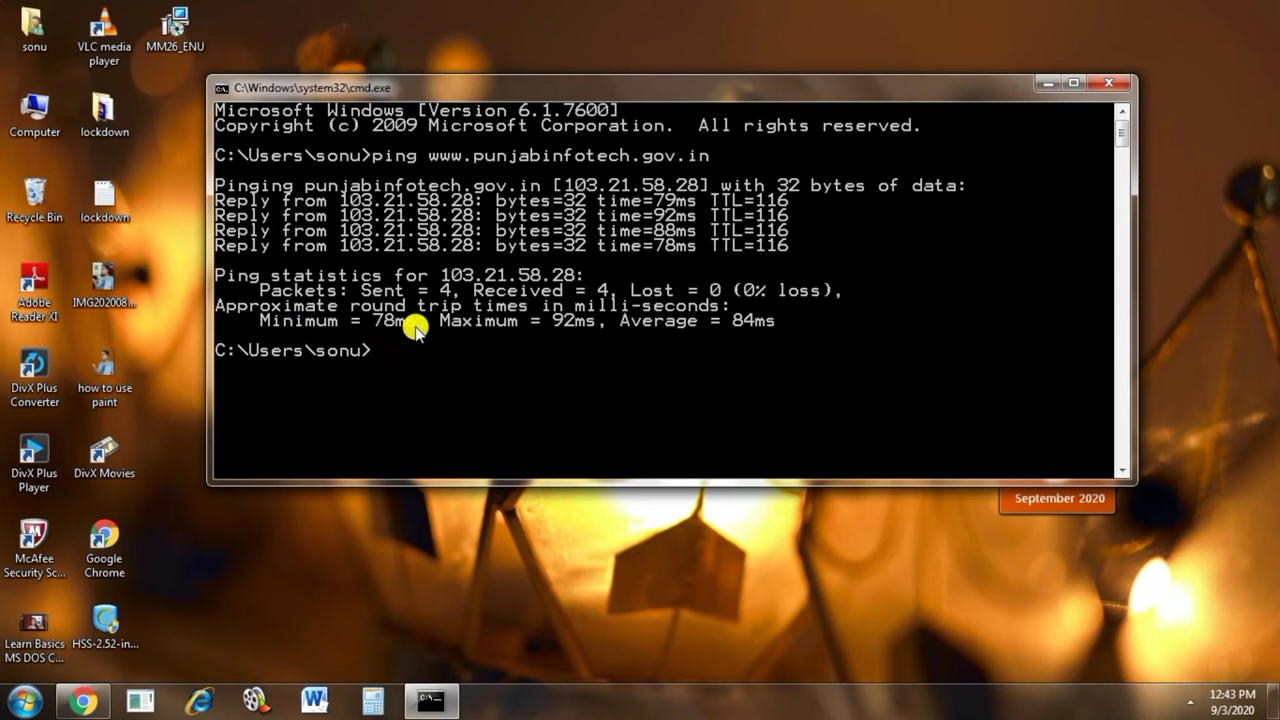 sonu
VLC media
player
MM26_ENU
Computer
lockdown
Recycle Bin
lockdown
Adobe
Reader XI
IMG202008...
DivX Plus
Converter
how to use
paint
DivX Plus
Player
DivX Movies
McAfee
Security Sc...
Google
Chrome
Learn Basics
MS DOS C...
HSS-2.52-in...
C:\Windows\system32\cmd.exe
Microsoft Windows [Version 6.1.7600]
Copyright (c) 2009 Microsoft Corporation.  All rights reserved.
C:\Users\sonu>ping www.punjabinfotech.gov.in
Pinging punjabinfotech.gov.in [103.21.58.28] with 32 bytes of data:
Reply from 103.21.58.28: bytes=32 time=79ms TTL=116
Reply from 103.21.58.28: bytes=32 time=92ms TTL=116
Reply from 103.21.58.28: bytes=32 time=88ms TTL=116
Reply from 103.21.58.28: bytes=32 time=78ms TTL=116
Ping statistics for 103.21.58.28:
Packets: Sent = 4, Received = 4, Lost = 0 (0% loss),
Approximate round trip times in milli-seconds:
Minimum = 78ms, Maximum = 92ms, Average = 84ms
C:\Users\sonu>
September 2020
12:43 PM
9/3/2020